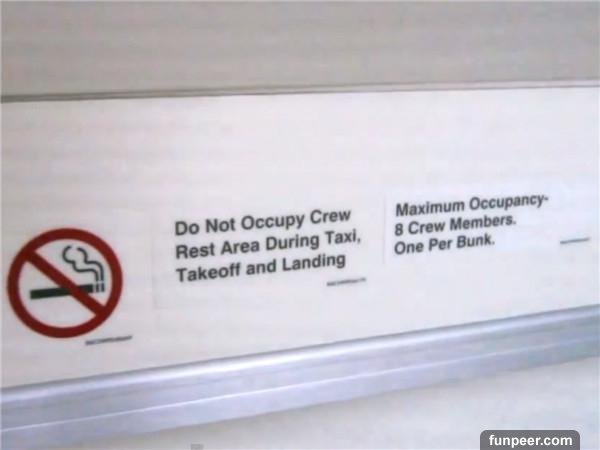 Do Not Occupy Crew
Rest Area During Taxi,
Takeoff and Landing
Maximum Occupancy-
8 Crew Members.
One Per Bunk.
funpeer.com